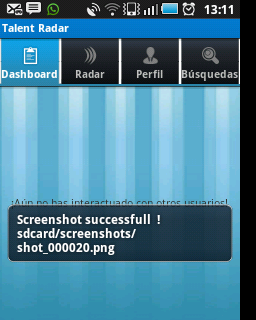 13:11
Talent Radar
Dashboard Radar Perfil Búsquedas
¡Aún no has interactuado con otros usuarios!
Screenshot successfull !
sdcard/screenshots/
shot_000020.png